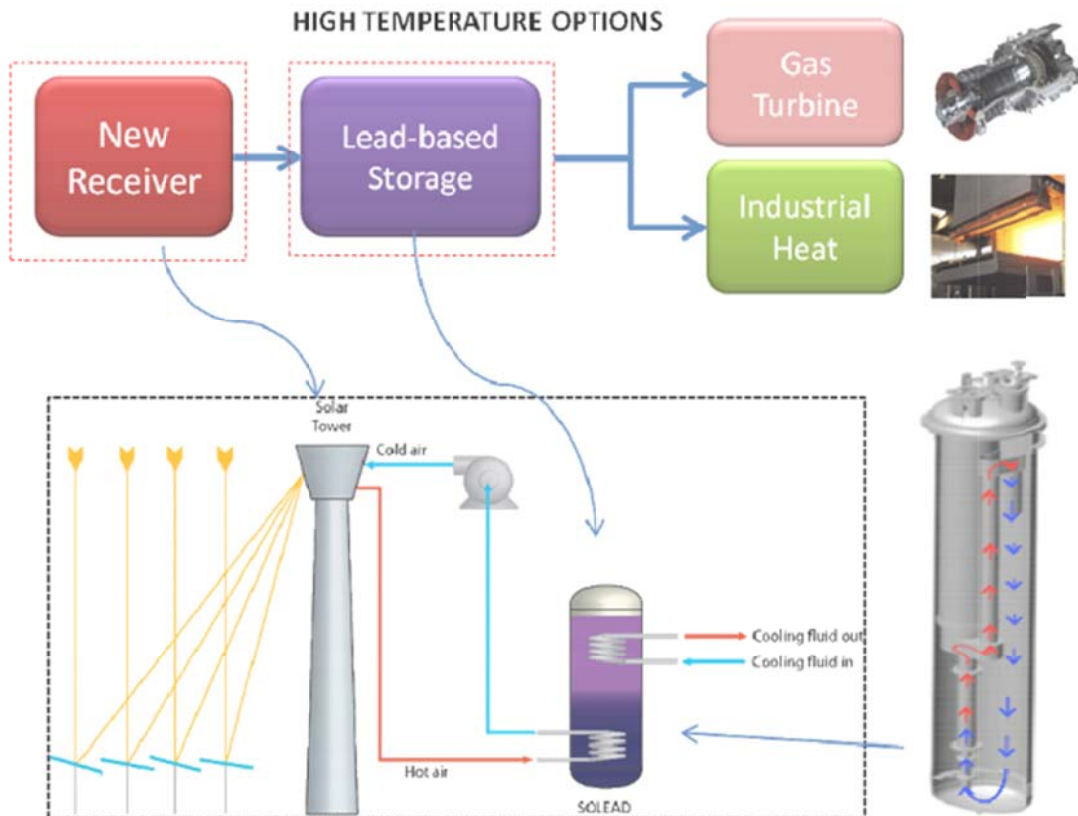 HIGH TEMPERATURE OPTIONS
New
Receiver
Lead-based
Storage
Gas
Turbine
Industrial
Heat
Solar
Tower
Cold air
Cooling fluid out
Cooling fluid in
Hot air
SOLEAD